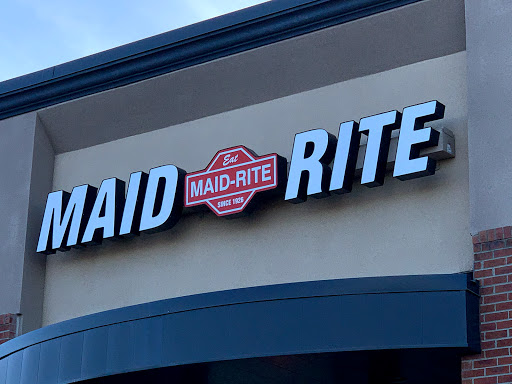 MAID RITE
Eat
MAID-RITE
SINCE 1926